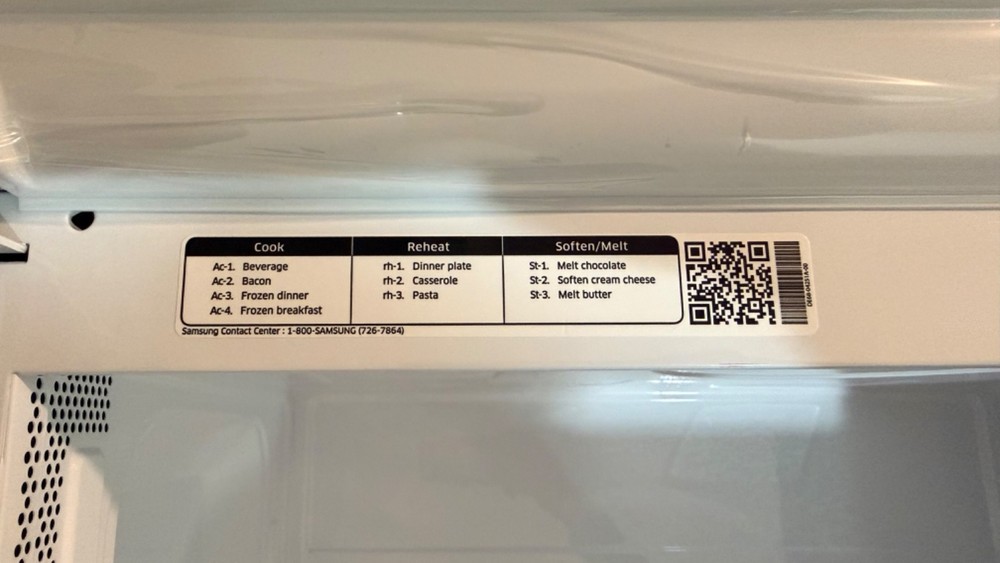 Cook
Ac-1. Beverage
Ac-2. Bacon
Ac-3. Frozen dinner
Ac-4. Frozen breakfast
Reheat
rh-1. Dinner plate
rh-2. Casserole
rh-3. Pasta
Soften/Melt
St-1. Melt chocolate
St-2. Soften cream cheese
St-3. Melt butter
Samsung Contact Center : 1-800-SAMSUNG (726-7864)